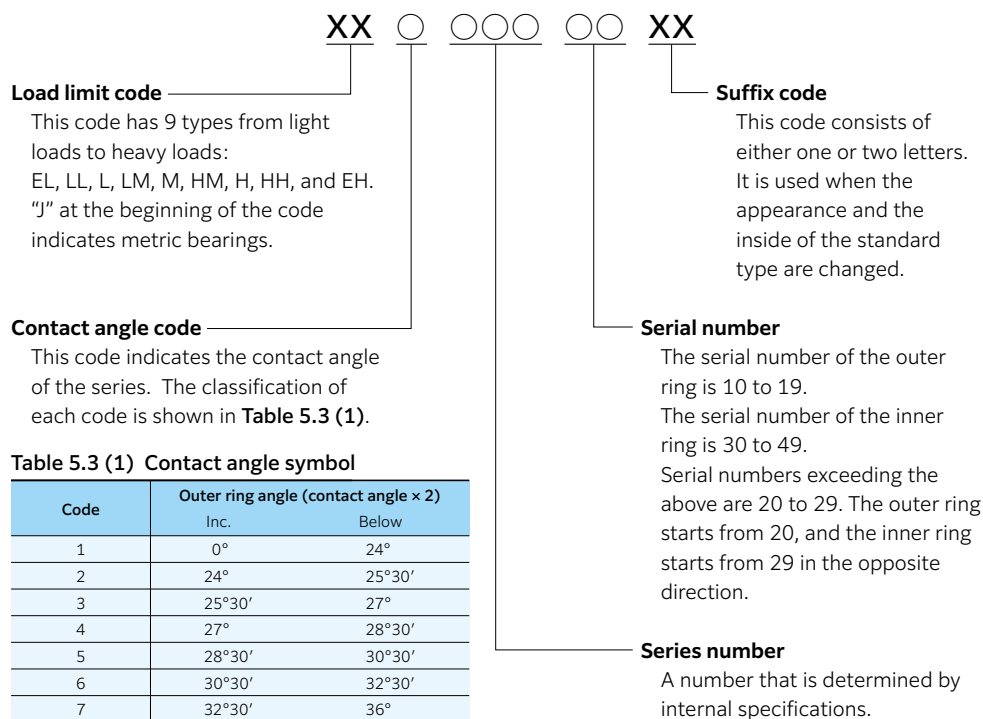 XX ○ ○○○ ○○ XX
Load limit code
This code has 9 types from light
loads to heavy loads:
EL, LL, L, LM, M, HM, H, HH, and EH.
“J” at the beginning of the code
indicates metric bearings.
Suffix code
This code consists of
either one or two letters.
It is used when the
appearance and the
inside of the standard
type are changed.
Contact angle code
This code indicates the contact angle
of the series. The classification of
each code is shown in Table 5.3 (1).
Serial number
The serial number of the outer
ring is 10 to 19.
The serial number of the inner
ring is 30 to 49.
Serial numbers exceeding the
above are 20 to 29. The outer ring
starts from 20, and the inner ring
starts from 29 in the opposite
direction.
Table 5.3 (1) Contact angle symbol
Code Outer ring angle (contact angle × 2)
Inc. Below
1 0° 24°
2 24° 25°30′
3 25°30′ 27°
4 27° 28°30′
5 28°30′ 30°30′
6 30°30′ 32°30′
7 32°30′ 36°
Series number
A number that is determined by
internal specifications.